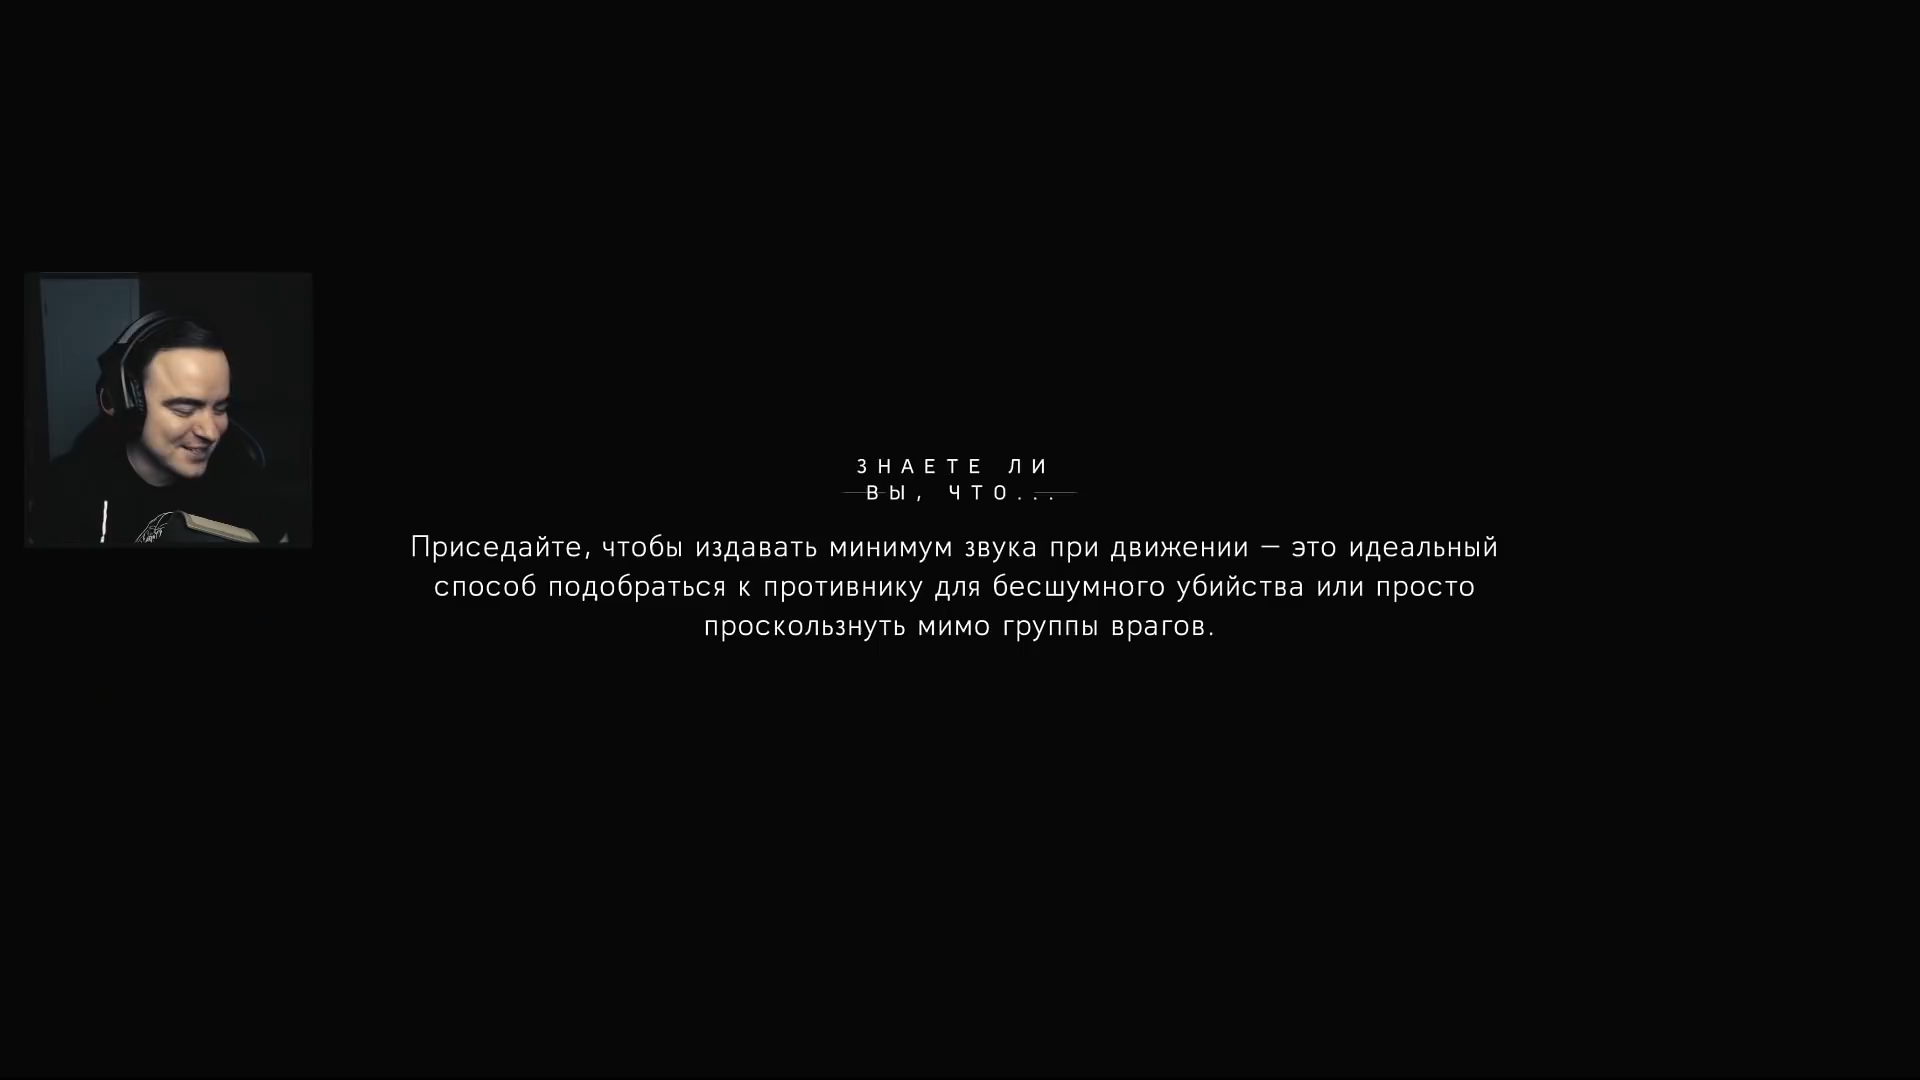 ЗНАЕТЕ ЛИ
ВЫ, ЧТО...
Приседайте, чтобы издавать минимум звука при движении — это идеальный
способ подобраться к противнику для бесшумного убийства или просто
проскользнуть мимо группы врагов.